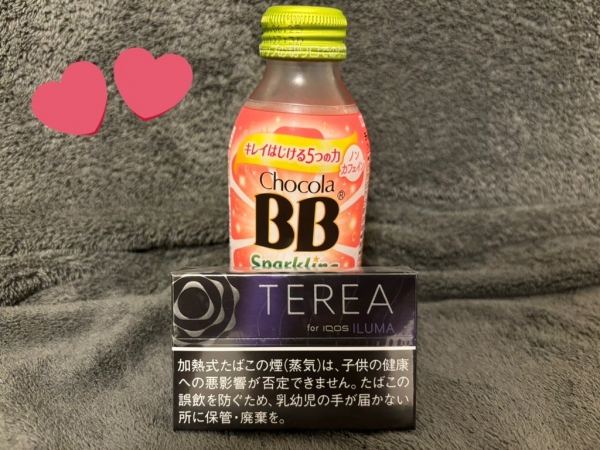 キレイはじける5つの力
ノン
カフェイン
Chocola
BB®
Sparkling
TEREA
for IQOS ILUMA
加熱式たばこの煙(蒸気)は、子供の健康
への悪影響が否定できません。たばこの
誤飲を防ぐため、乳幼児の手が届かない
所に保管・廃棄を。